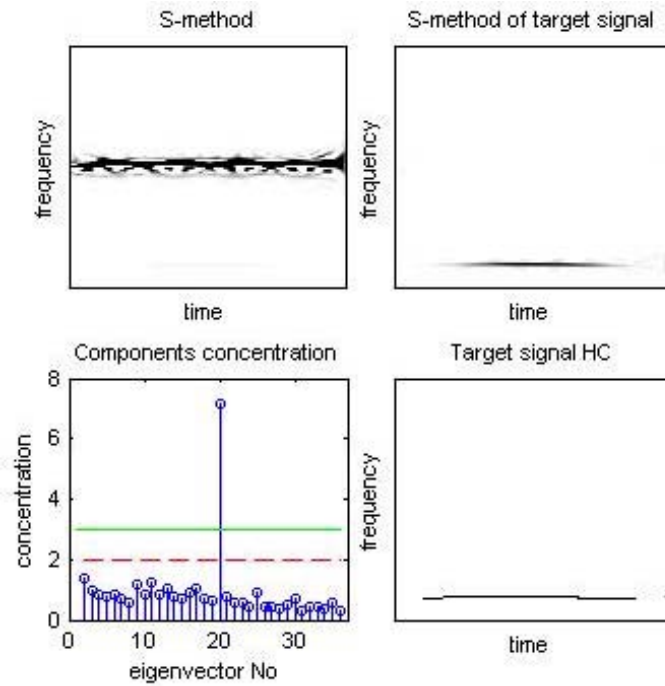 S-method
frequency
time
S-method of target signal
frequency
time
Components concentration
concentration
8
6
4
2
0
0 10 20 30
eigenvector No
Target signal HC
frequency
time